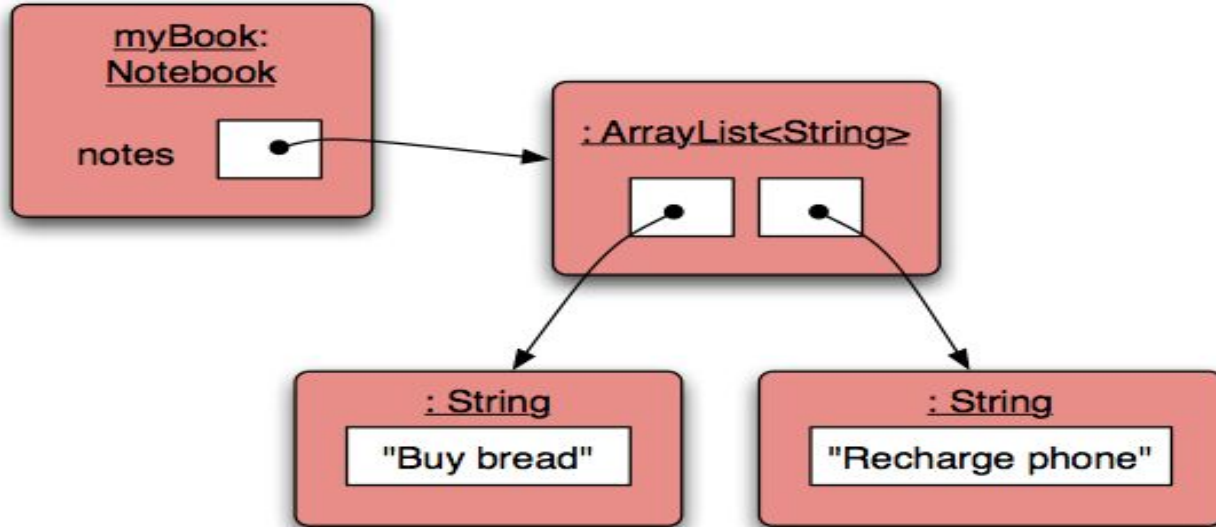 myBook:
Notebook
notes
: ArrayList<String>
: String
"Buy bread"
: String
"Recharge phone"